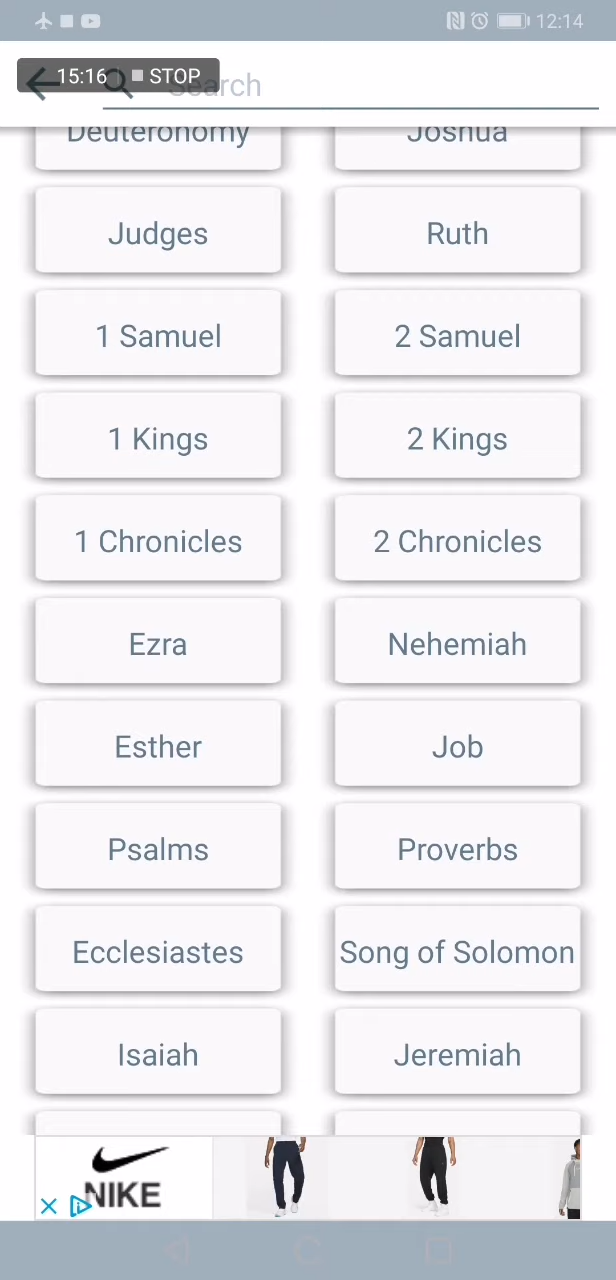 12:14
15:16 STOP
Search
Deuteronomy Joshua
Judges Ruth
1 Samuel 2 Samuel
1 Kings 2 Kings
1 Chronicles 2 Chronicles
Ezra Nehemiah
Esther Job
Psalms Proverbs
Ecclesiastes Song of Solomon
Isaiah Jeremiah
NIKE